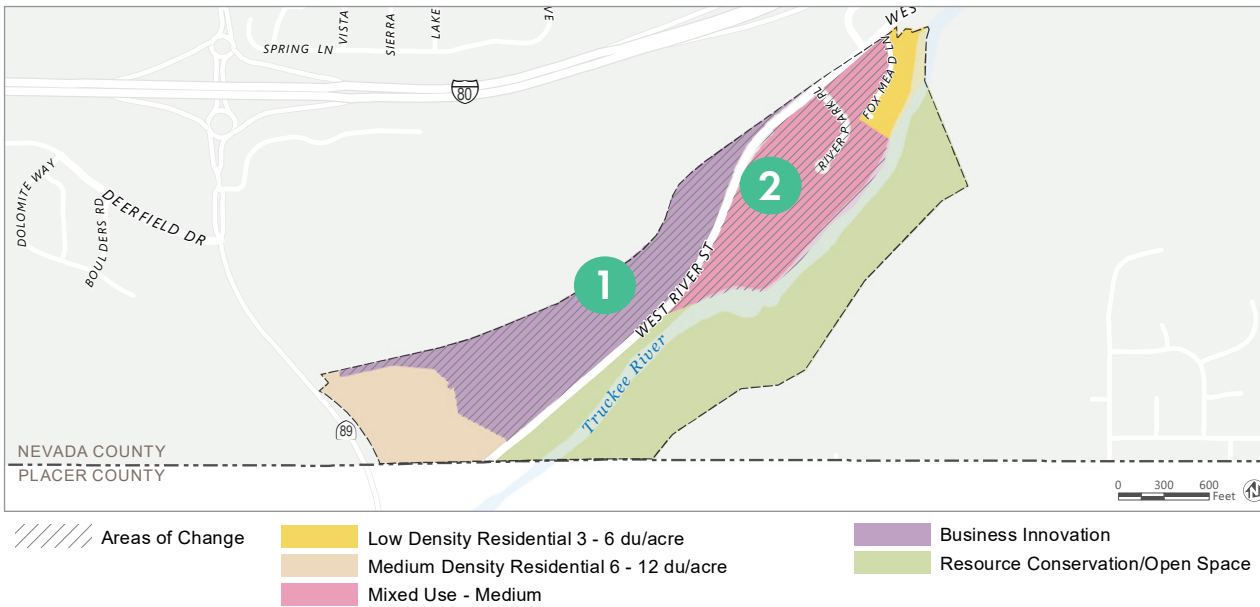 WES
SPRING LN
VISTA
SIERRA
LAKE
VE
80
FOX MEAD LN
RIVER PARK PL
DOLOMITE WAY
BOULDERS RD
DEERFIELD DR
2
1
WEST RIVER ST
Truckee River
89
NEVADA COUNTY
PLACER COUNTY
0 300 600
Feet
N
Areas of Change
Low Density Residential 3 - 6 du/acre
Medium Density Residential 6 - 12 du/acre
Mixed Use - Medium
Business Innovation
Resource Conservation/Open Space